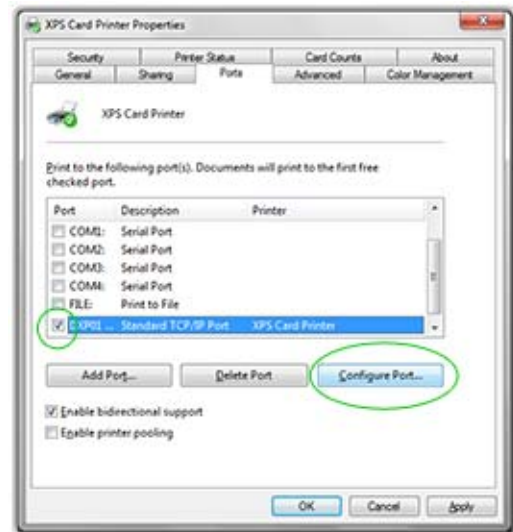 XPS Card Printer Properties
Security Printer Status Card Counts About
General Sharing Ports Advanced Color Management
XPS Card Printer
Print to the following port(s). Documents will print to the first free
checked port.
Port Description Printer
COM1: Serial Port
COM2: Serial Port
COM3: Serial Port
COM4: Serial Port
FILE: Print to File
DXP01 ... Standard TCP/IP Port XPS Card Printer
Add Port... Delete Port Configure Port...
Enable bidirectional support
Enable printer pooling
OK Cancel Apply